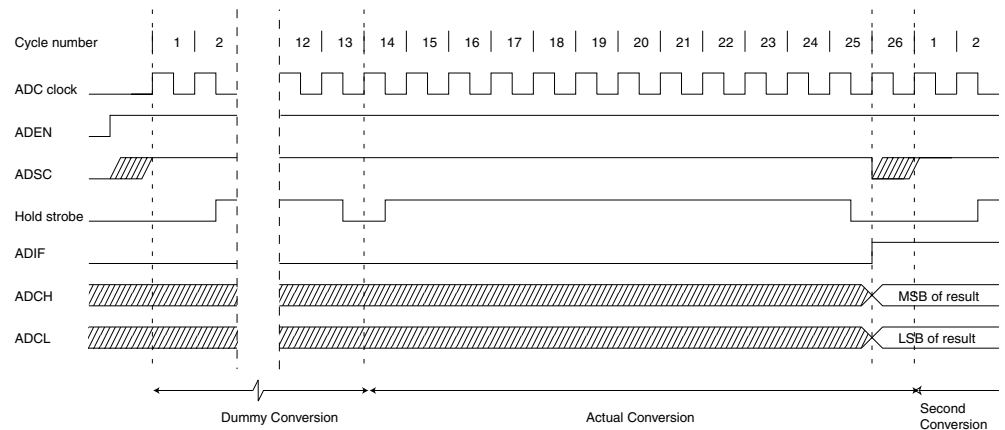 Cycle number 1 2 12 13 14 15 16 17 18 19 20 21 22 23 24 25 26 1 2
ADC clock
ADEN
ADSC
Hold strobe
ADIF
ADCH MSB of result
ADCL LSB of result
Dummy Conversion Actual Conversion Second
Conversion